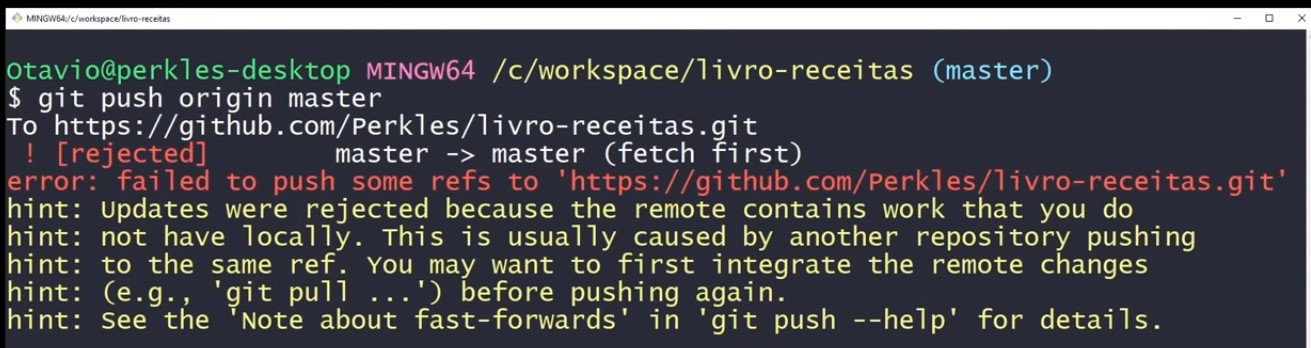 MINGW64:/c/workspace/livro-receitas
Otavio@perkles-desktop MINGW64 /c/workspace/livro-receitas (master)
$ git push origin master
To https://github.com/Perkles/livro-receitas.git
 ! [rejected]        master -> master (fetch first)
error: failed to push some refs to 'https://github.com/Perkles/livro-receitas.git'
hint: Updates were rejected because the remote contains work that you do
hint: not have locally. This is usually caused by another repository pushing
hint: to the same ref. You may want to first integrate the remote changes
hint: (e.g., 'git pull ...') before pushing again.
hint: See the 'Note about fast-forwards' in 'git push --help' for details.